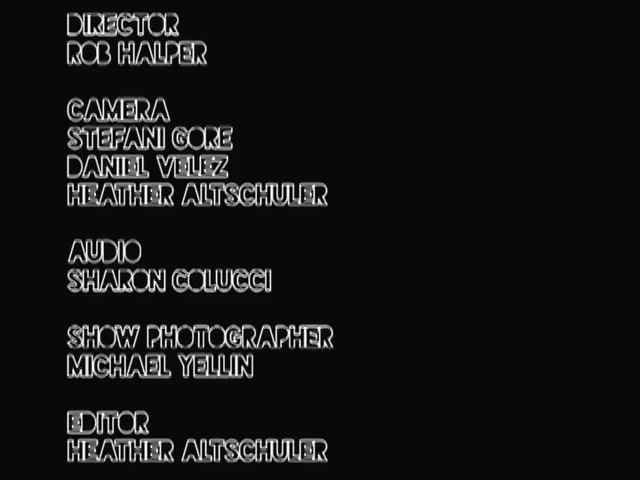 DIRECTOR
ROB HALPER
CAMERA
STEFANI GORE
DANIEL VELEZ
HEATHER ALTSCHULER
AUDIO
SHARON COLUCCI
SHOW PHOTOGRAPHER
MICHAEL YELLIN
EDITOR
HEATHER ALTSCHULER